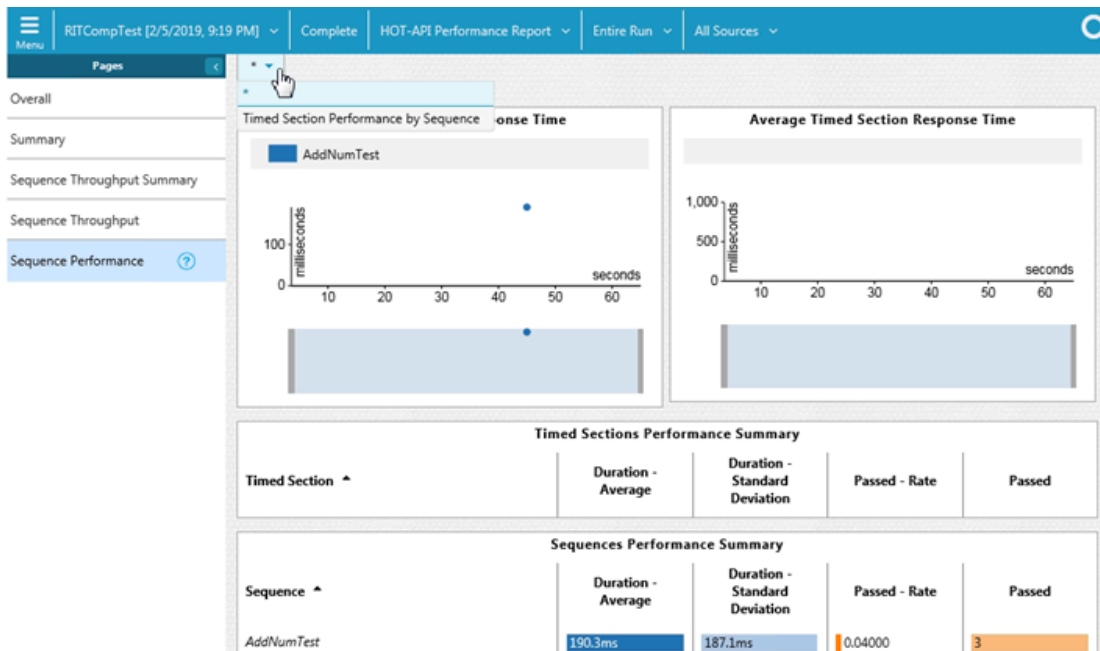 Menu
RITCompTest [2/5/2019, 9:19 PM]
Complete
HOT-API Performance Report
Entire Run
All Sources
Pages
Overall
Summary
Sequence Throughput Summary
Sequence Throughput
Sequence Performance ?
*
*
Timed Section Performance by Sequence
onse Time
AddNumTest
milliseconds
100
0
seconds
10 20 30 40 50 60
Average Timed Section Response Time
1,000
milliseconds
500
0
seconds
10 20 30 40 50 60
Timed Sections Performance Summary
Timed Section
Duration -
Average
Duration -
Standard
Deviation
Passed - Rate
Passed
Sequences Performance Summary
Sequence
Duration -
Average
Duration -
Standard
Deviation
Passed - Rate
Passed
AddNumTest
190.3ms
187.1ms
0.04000
3